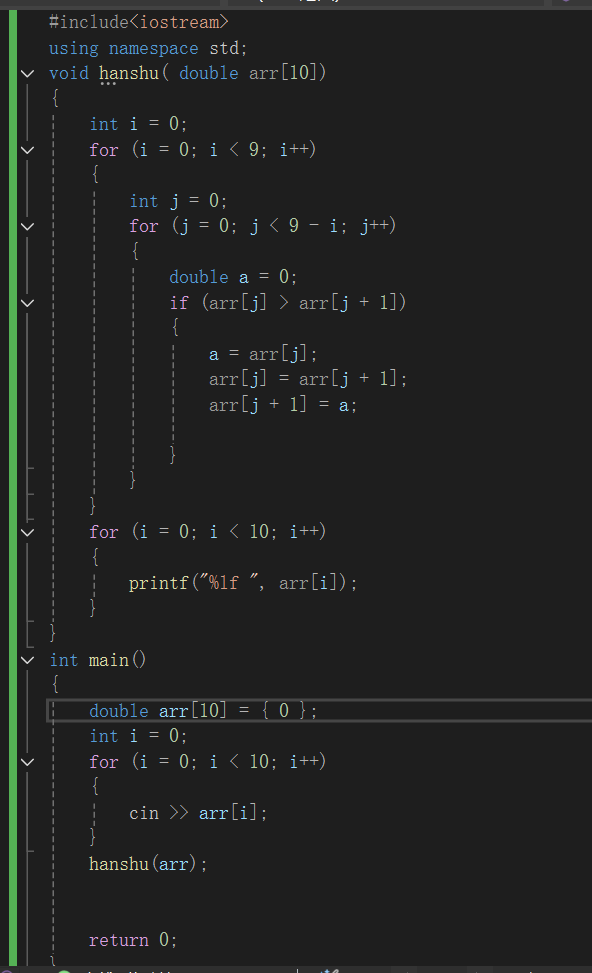 #include<iostream>
using namespace std;
void hanshu( double arr[10])
{
    int i = 0;
    for (i = 0; i < 9; i++)
    {
        int j = 0;
        for (j = 0; j < 9 - i; j++)
        {
            double a = 0;
            if (arr[j] > arr[j + 1])
            {
                a = arr[j];
                arr[j] = arr[j + 1];
                arr[j + 1] = a;

            }
        }
    }
    for (i = 0; i < 10; i++)
    {
        printf("%lf ", arr[i]);
    }
}
int main()
{
    double arr[10] = { 0 };
    int i = 0;
    for (i = 0; i < 10; i++)
    {
        cin >> arr[i];
    }
    hanshu(arr);


    return 0;
}